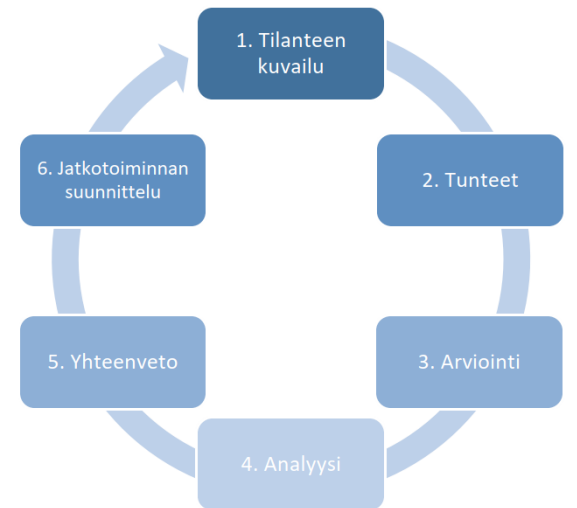 1. Tilanteen
kuvailu
2. Tunteet
3. Arviointi
4. Analyysi
5. Yhteenveto
6. Jatkotoiminnan
suunnittelu